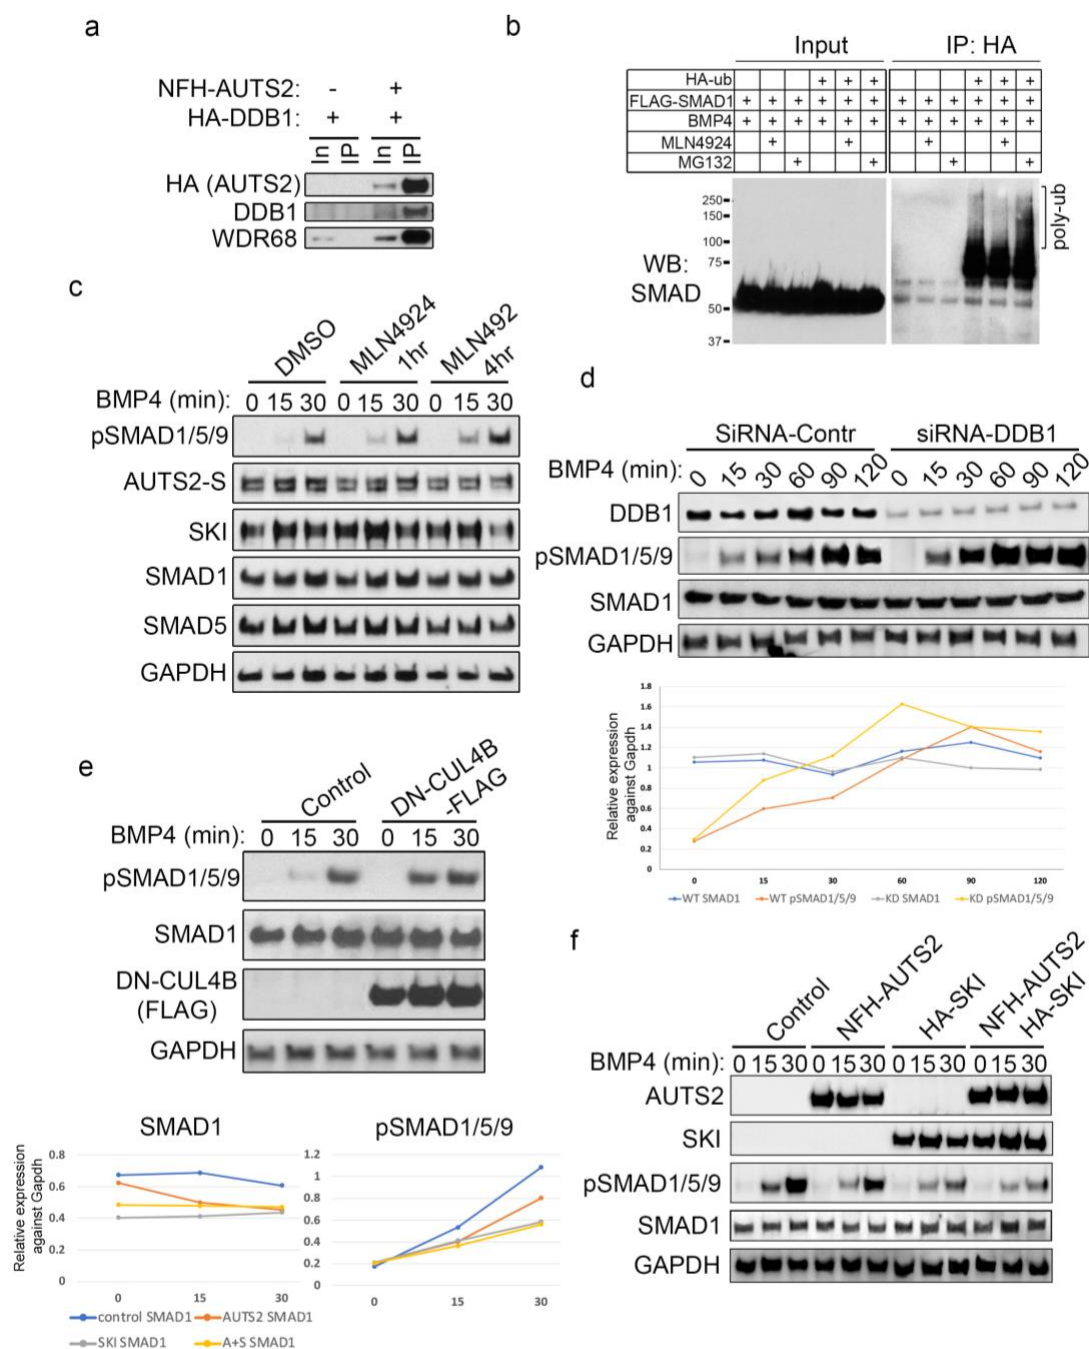 a
NFH-AUTS2: - +
HA-DDB1: + +
In IP In IP
HA (AUTS2)
DDB1
WDR68
b
Input IP: HA
HA-ub + + + + + +
FLAG-SMAD1 + + + + + + + + + + + +
BMP4 + + + + + + + + + + + +
MLN4924 + + + +
MG132 + + + +
250
150
100
75
50
37
WB:
SMAD
poly-ub
c
DMSO MLN4924 1hr MLN492 4hr
BMP4 (min): 0 15 30 0 15 30 0 15 30
pSMAD1/5/9
AUTS2-S
SKI
SMAD1
SMAD5
GAPDH
d
SiRNA-Contr siRNA-DDB1
BMP4 (min): 0 15 30 60 90 120 0 15 30 60 90 120
DDB1
pSMAD1/5/9
SMAD1
GAPDH
Relative expression
against Gapdh
1.8
1.6
1.4
1.2
1
0.8
0.6
0.4
0.2
0
0 15 30 60 90 120
WT SMAD1 WT pSMAD1/5/9 KD SMAD1 KD pSMAD1/5/9
e
Control DN-CUL4B
-FLAG
BMP4 (min): 0 15 30 0 15 30
pSMAD1/5/9
SMAD1
DN-CUL4B
(FLAG)
GAPDH
f
Control NFH-AUTS2 HA-SKI NFH-AUTS2
HA-SKI
BMP4 (min): 0 15 30 0 15 30 0 15 30 0 15 30
AUTS2
SKI
pSMAD1/5/9
SMAD1
GAPDH
SMAD1
Relative expression
against Gapdh
0.8
0.6
0.4
0.2
0
0 15 30
pSMAD1/5/9
1.2
1
0.8
0.6
0.4
0.2
0
0 15 30
control SMAD1 AUTS2 SMAD1
SKI SMAD1 A+S SMAD1